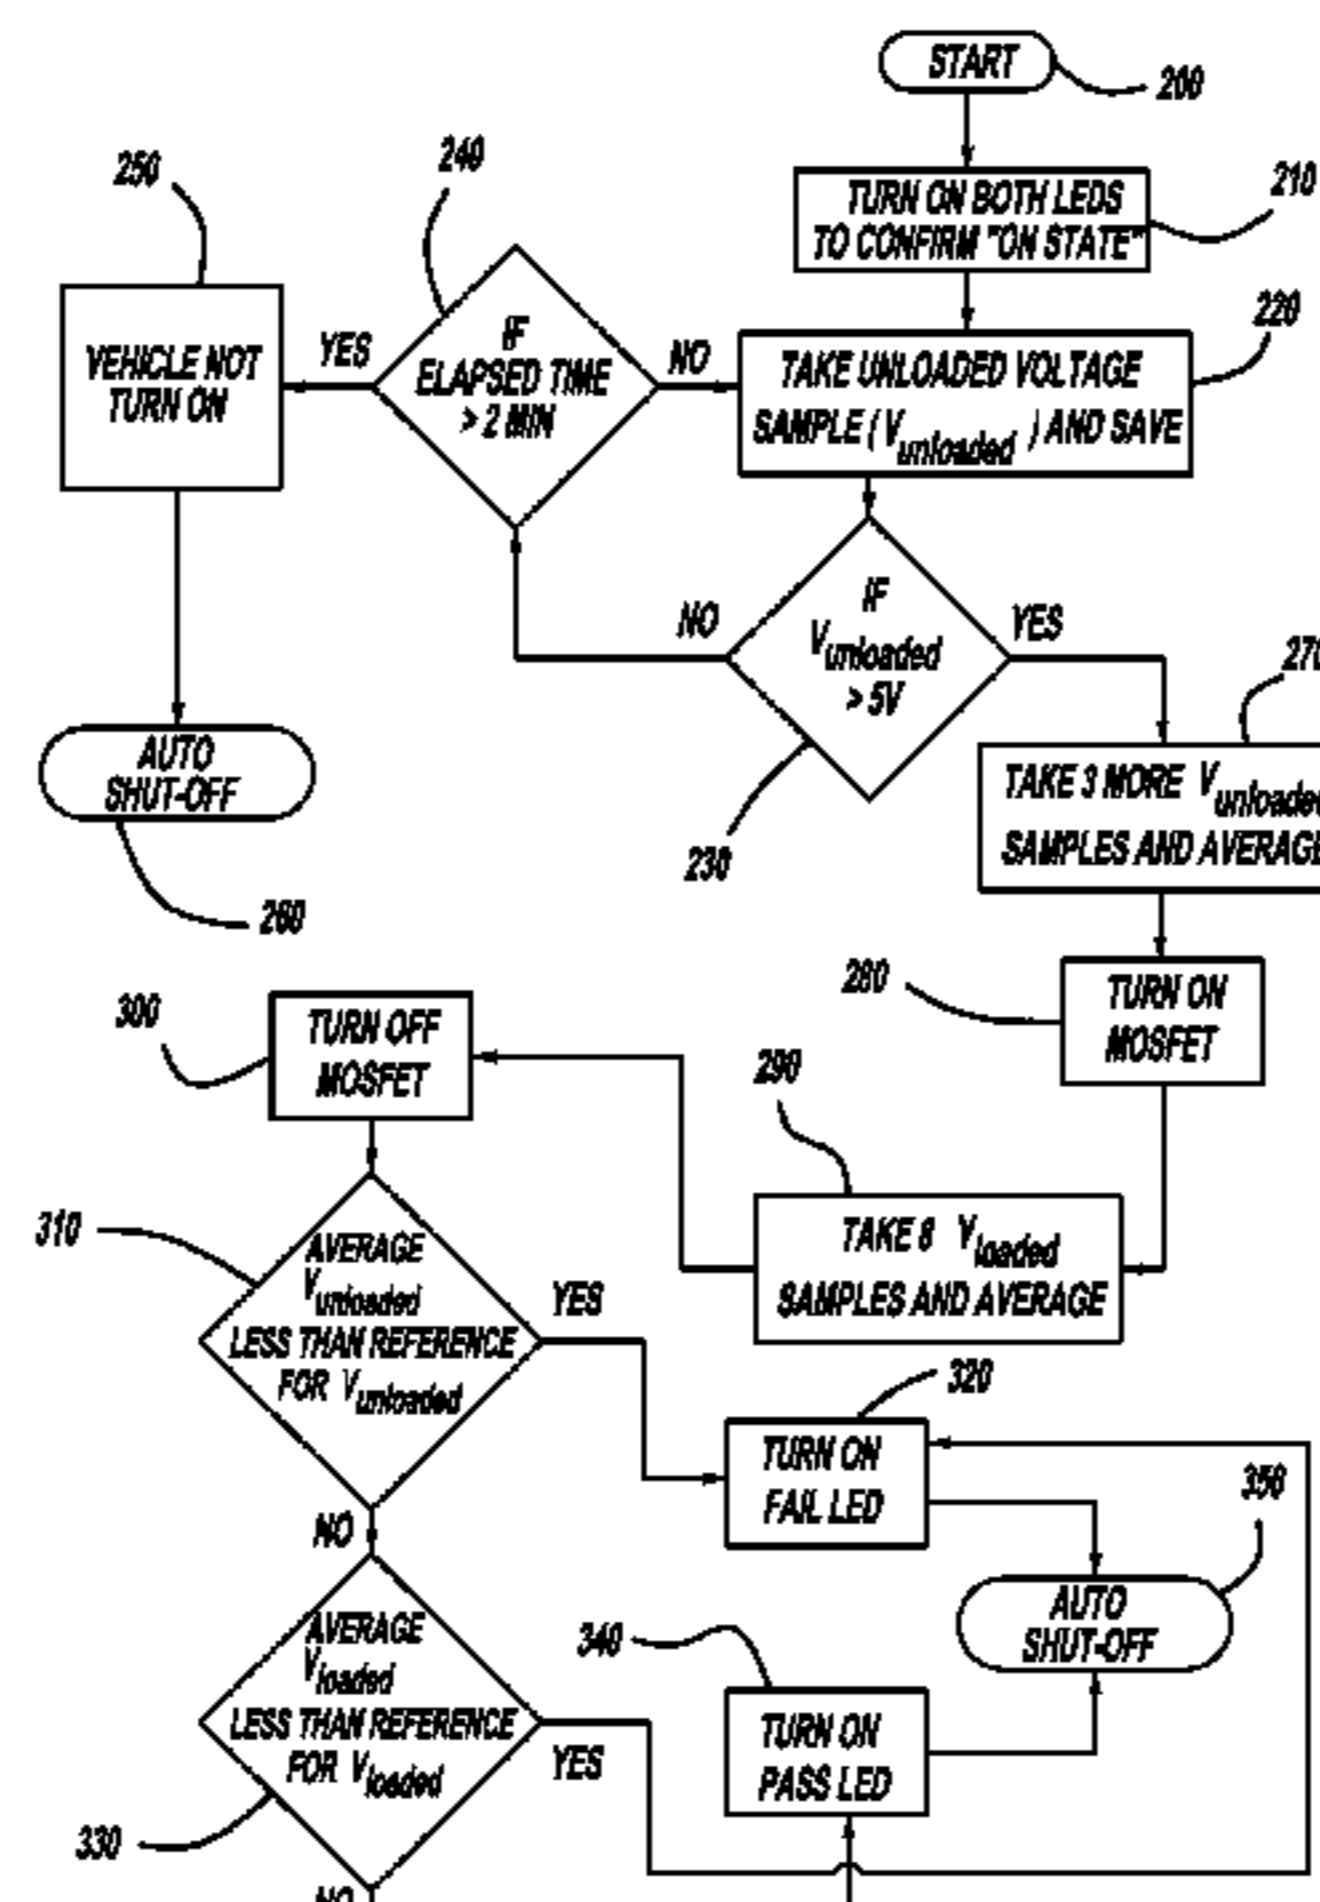 START
200
TURN ON BOTH LEDS
TO CONFIRM "ON STATE"
210
TAKE UNLOADED VOLTAGE
SAMPLE (Vunloaded) AND SAVE
220
IF
ELAPSED TIME
> 2 MIN
240
YES
NO
VEHICLE NOT
TURN ON
250
AUTO
SHUT-OFF
260
IF
Vunloaded
> 5V
230
NO
YES
TAKE 3 MORE Vunloaded
SAMPLES AND AVERAGE
270
TURN ON
MOSFET
280
TAKE 8 Vloaded
SAMPLES AND AVERAGE
290
TURN OFF
MOSFET
300
AVERAGE
Vunloaded
LESS THAN REFERENCE
FOR Vunloaded
310
YES
NO
TURN ON
FAIL LED
320
AUTO
SHUT-OFF
350
AVERAGE
Vloaded
LESS THAN REFERENCE
FOR Vloaded
330
YES
NO
TURN ON
PASS LED
340